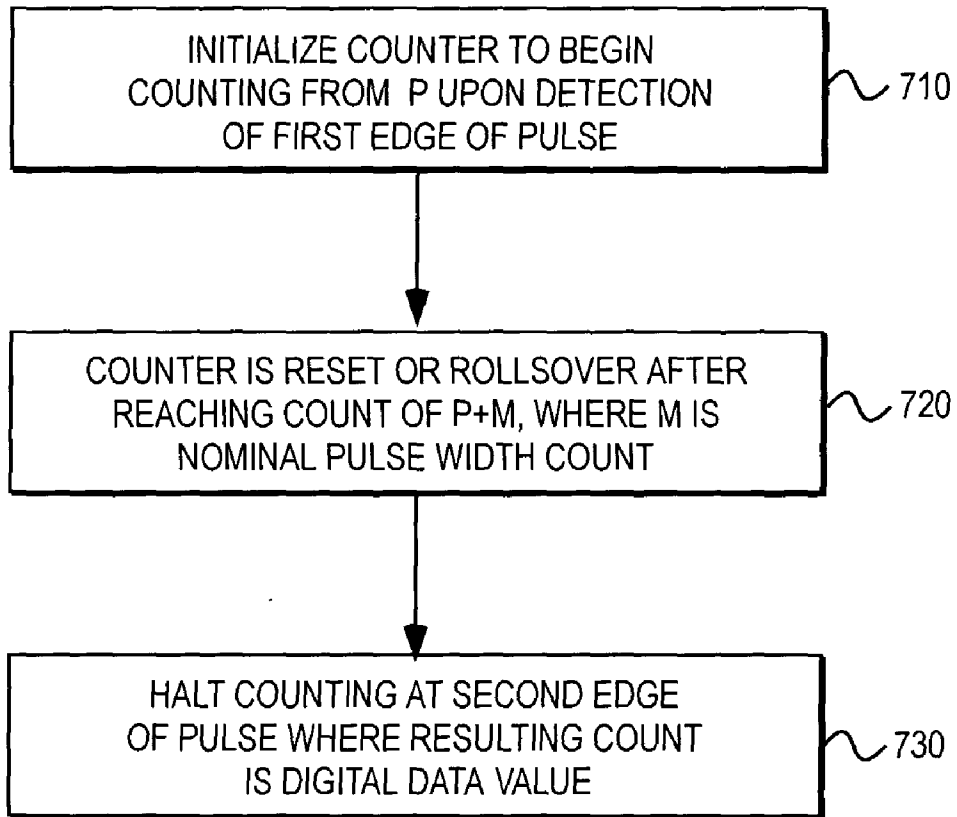 INITIALIZE COUNTER TO BEGIN
COUNTING FROM P UPON DETECTION
OF FIRST EDGE OF PULSE
710
COUNTER IS RESET OR ROLLSOVER AFTER
REACHING COUNT OF P+M, WHERE M IS
NOMINAL PULSE WIDTH COUNT
720
HALT COUNTING AT SECOND EDGE
OF PULSE WHERE RESULTING COUNT
IS DIGITAL DATA VALUE
730